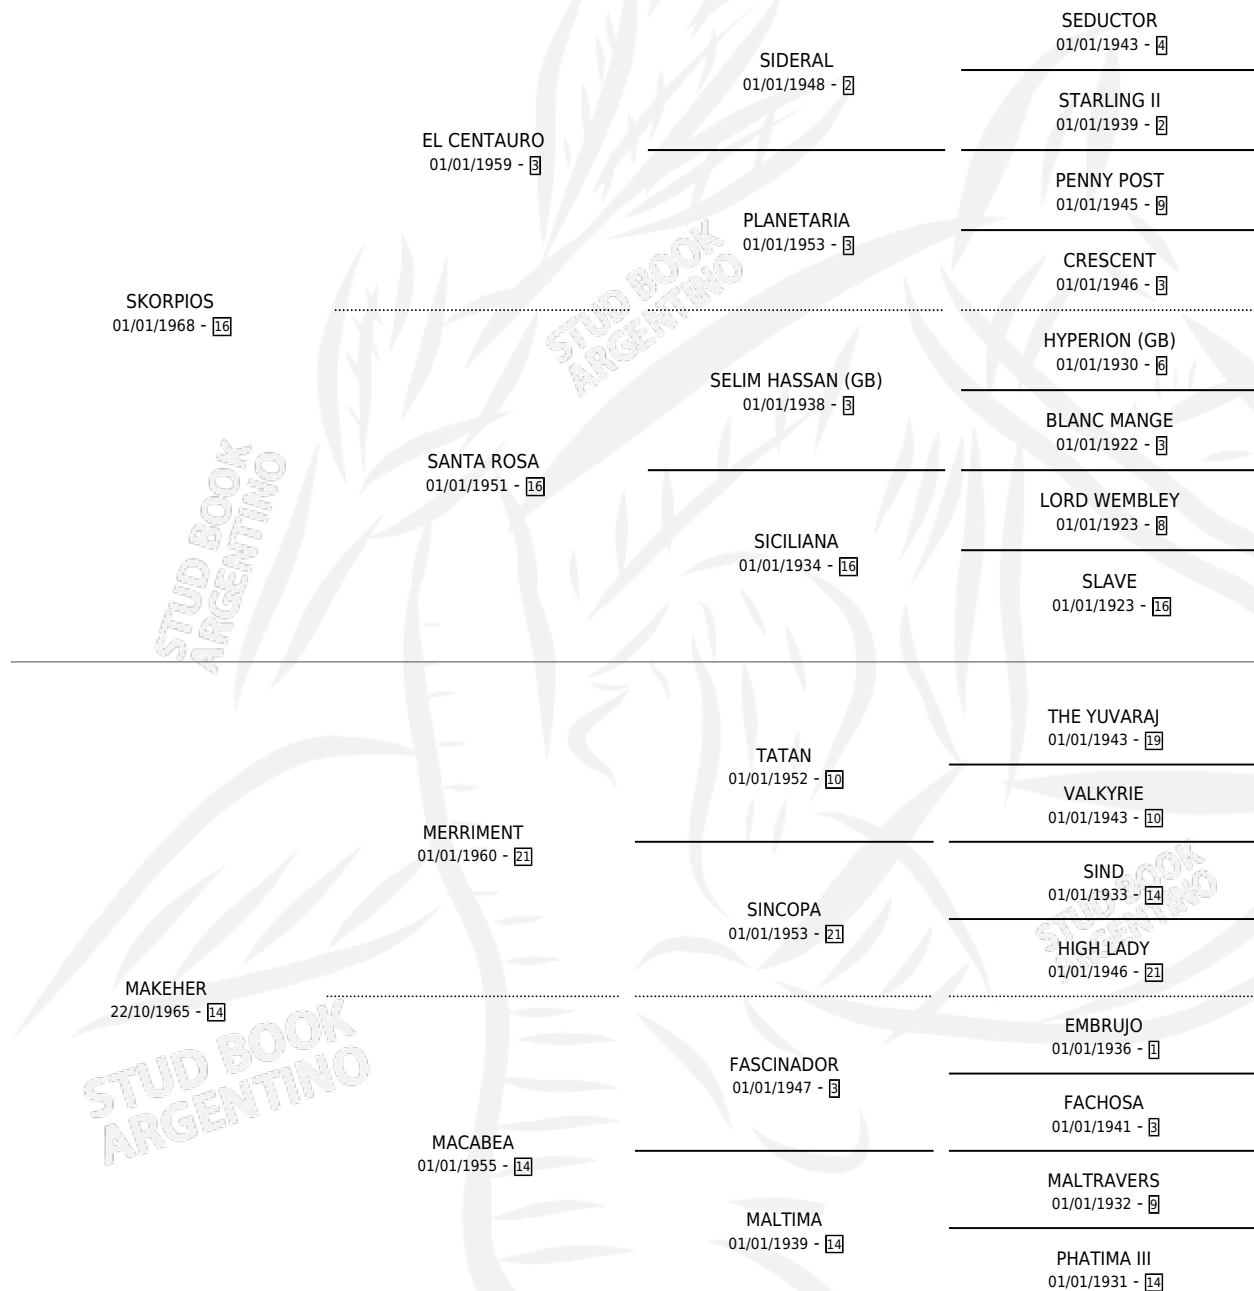 SEDUCTOR
01/01/1943 - 4
SIDERAL
01/01/1948 - 2
STARLING II
01/01/1939 - 2
EL CENTAURO
01/01/1959 - 3
PENNY POST
01/01/1945 - 9
PLANETARIA
01/01/1953 - 3
CRESCENT
01/01/1946 - 3
SKORPIOS
01/01/1968 - 16
HYPERION (GB)
01/01/1930 - 6
SELIM HASSAN (GB)
01/01/1938 - 3
BLANC MANGE
01/01/1922 - 3
SANTA ROSA
01/01/1951 - 16
LORD WEMBLEY
01/01/1923 - 8
SICILIANA
01/01/1934 - 16
SLAVE
01/01/1923 - 16
THE YUVARAJ
01/01/1943 - 19
TATAN
01/01/1952 - 10
VALKYRIE
01/01/1943 - 10
MERRIMENT
01/01/1960 - 21
SIND
01/01/1933 - 14
SINCOPA
01/01/1953 - 21
HIGH LADY
01/01/1946 - 21
MAKEHER
22/10/1965 - 14
EMBRUJO
01/01/1936 - 1
FASCINADOR
01/01/1947 - 3
FACHOSA
01/01/1941 - 3
MACABEA
01/01/1955 - 14
MALTRAVERS
01/01/1932 - 9
MALTIMA
01/01/1939 - 14
PHATIMA III
01/01/1931 - 14
STUD BOOK
ARGENTINO
STUD BOOK
ARGENTINO
STUD BOOK
ARGENTINO
STUD BOOK
ARGENTINO